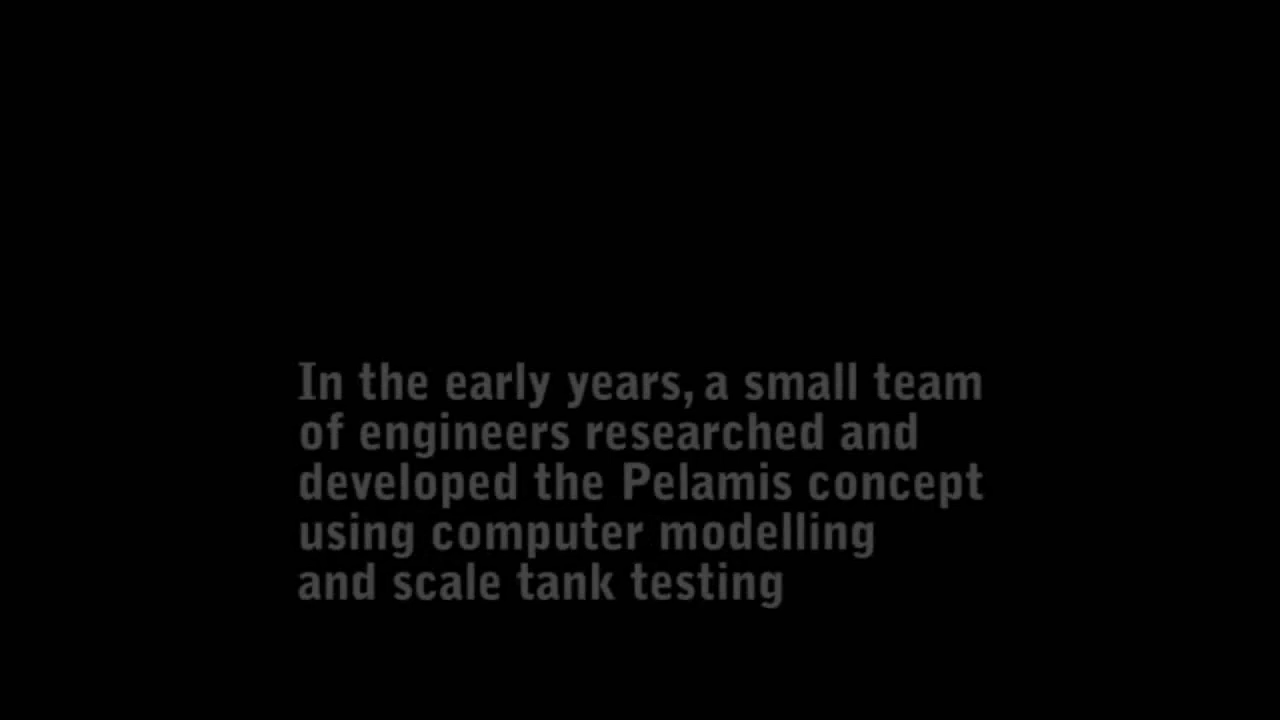 In the early years, a small team
of engineers researched and
developed the Pelamis concept
using computer modelling
and scale tank testing